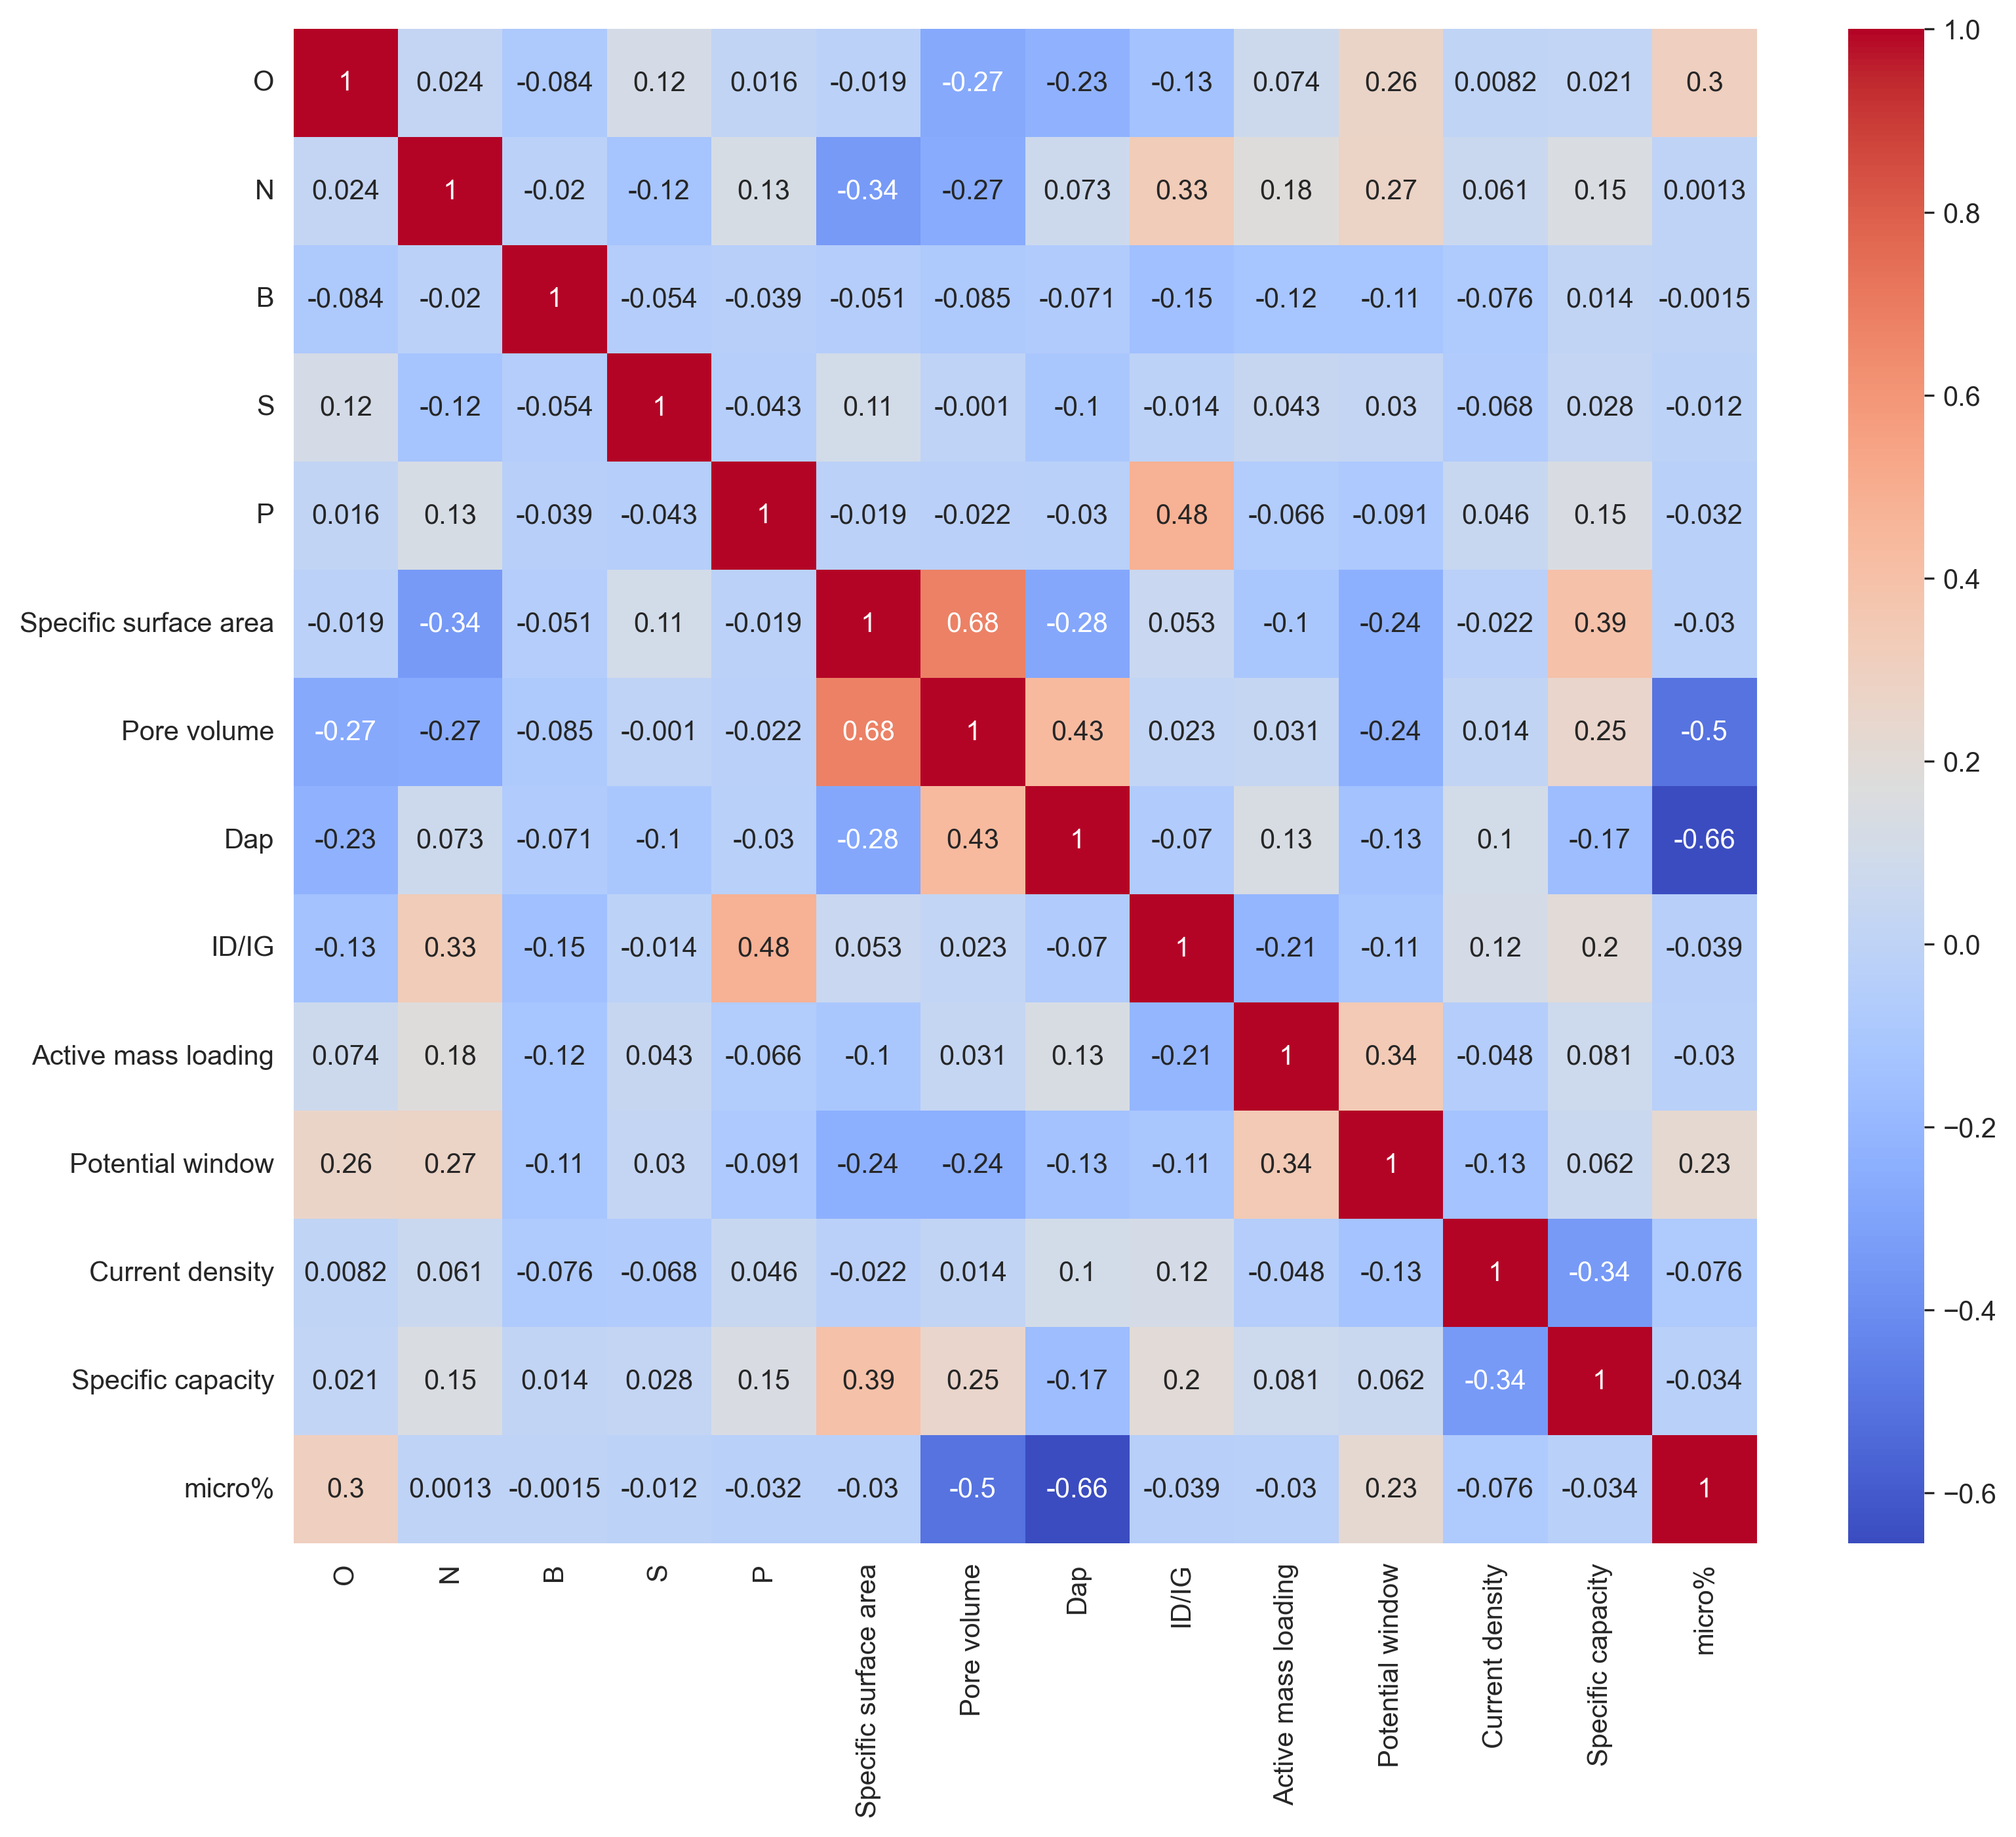 O 1 0.024 -0.084 0.12 0.016 -0.019 -0.27 -0.23 -0.13 0.074 0.26 0.0082 0.021 0.3
N 0.024 1 -0.02 -0.12 0.13 -0.34 -0.27 0.073 0.33 0.18 0.27 0.061 0.15 0.0013
B -0.084 -0.02 1 -0.054 -0.039 -0.051 -0.085 -0.071 -0.15 -0.12 -0.11 -0.076 0.014 -0.0015
S 0.12 -0.12 -0.054 1 -0.043 0.11 -0.001 -0.1 -0.014 0.043 0.03 -0.068 0.028 -0.012
P 0.016 0.13 -0.039 -0.043 1 -0.019 -0.022 -0.03 0.48 -0.066 -0.091 0.046 0.15 -0.032
Specific surface area -0.019 -0.34 -0.051 0.11 -0.019 1 0.68 -0.28 0.053 -0.1 -0.24 -0.022 0.39 -0.03
Pore volume -0.27 -0.27 -0.085 -0.001 -0.022 0.68 1 0.43 0.023 0.031 -0.24 0.014 0.25 -0.5
Dap -0.23 0.073 -0.071 -0.1 -0.03 -0.28 0.43 1 -0.07 0.13 -0.13 0.1 -0.17 -0.66
ID/IG -0.13 0.33 -0.15 -0.014 0.48 0.053 0.023 -0.07 1 -0.21 -0.11 0.12 0.2 -0.039
Active mass loading 0.074 0.18 -0.12 0.043 -0.066 -0.1 0.031 0.13 -0.21 1 0.34 -0.048 0.081 -0.03
Potential window 0.26 0.27 -0.11 0.03 -0.091 -0.24 -0.24 -0.13 -0.11 0.34 1 -0.13 0.062 0.23
Current density 0.0082 0.061 -0.076 -0.068 0.046 -0.022 0.014 0.1 0.12 -0.048 -0.13 1 -0.34 -0.076
Specific capacity 0.021 0.15 0.014 0.028 0.15 0.39 0.25 -0.17 0.2 0.081 0.062 -0.34 1 -0.034
micro% 0.3 0.0013 -0.0015 -0.012 -0.032 -0.03 -0.5 -0.66 -0.039 -0.03 0.23 -0.076 -0.034 1
O
N
B
S
P
Specific surface area
Pore volume
Dap
ID/IG
Active mass loading
Potential window
Current density
Specific capacity
micro%
1.0
0.8
0.6
0.4
0.2
0.0
−0.2
−0.4
−0.6